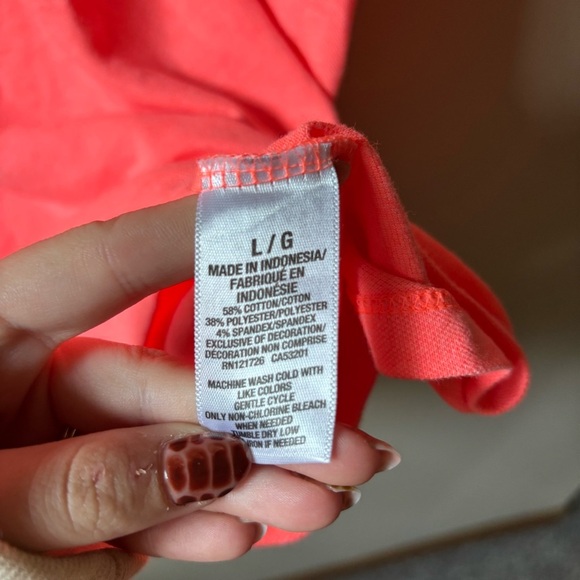 L / G
MADE IN INDONESIA/
FABRIQUÉ EN
INDONÉSIE
58% COTTON/COTON
38% POLYESTER/POLYESTER
4% SPANDEX/SPANDEX
EXCLUSIVE OF DECORATION/
DÉCORATION NON COMPRISE
RN121726 CA53201
MACHINE WASH COLD WITH
LIKE COLORS
GENTLE CYCLE
ONLY NON-CHLORINE BLEACH
WHEN NEEDED
TUMBLE DRY LOW
IF NEEDED